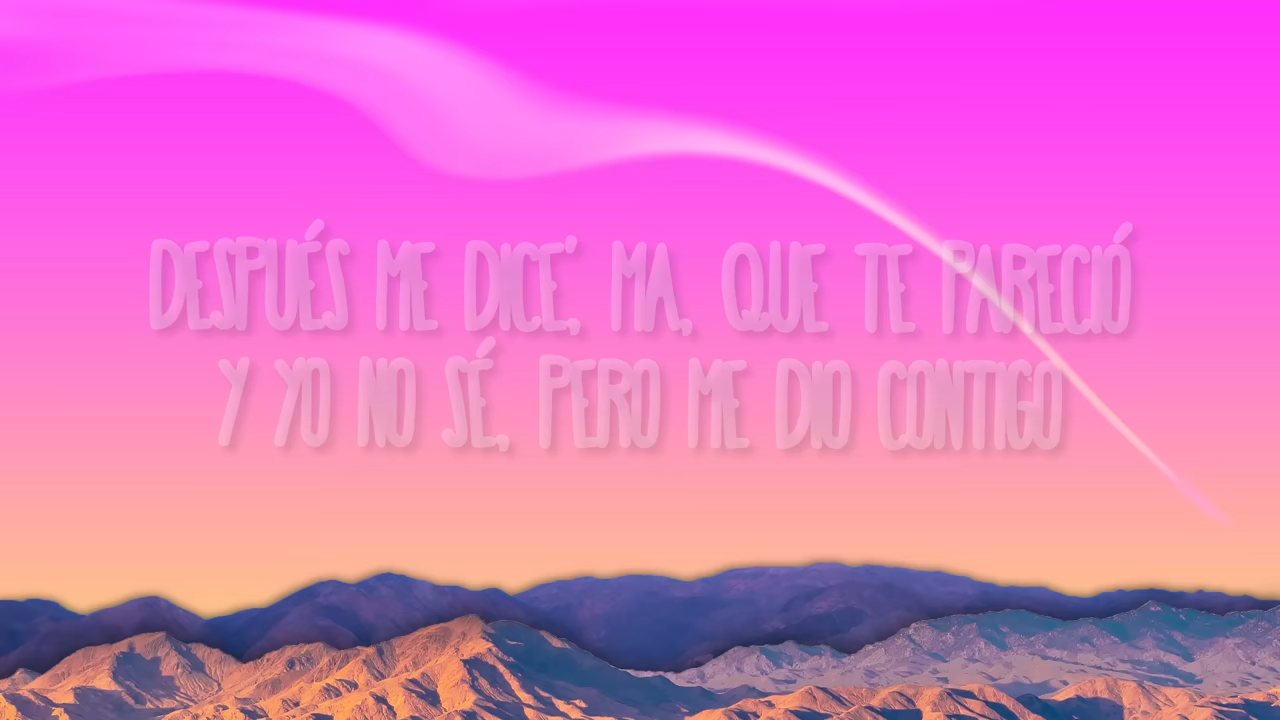 DESPUÉS ME DICE', MA, QUE TE PARECIÓ
Y YO NO SÉ, PERO ME DIO CONTIGO